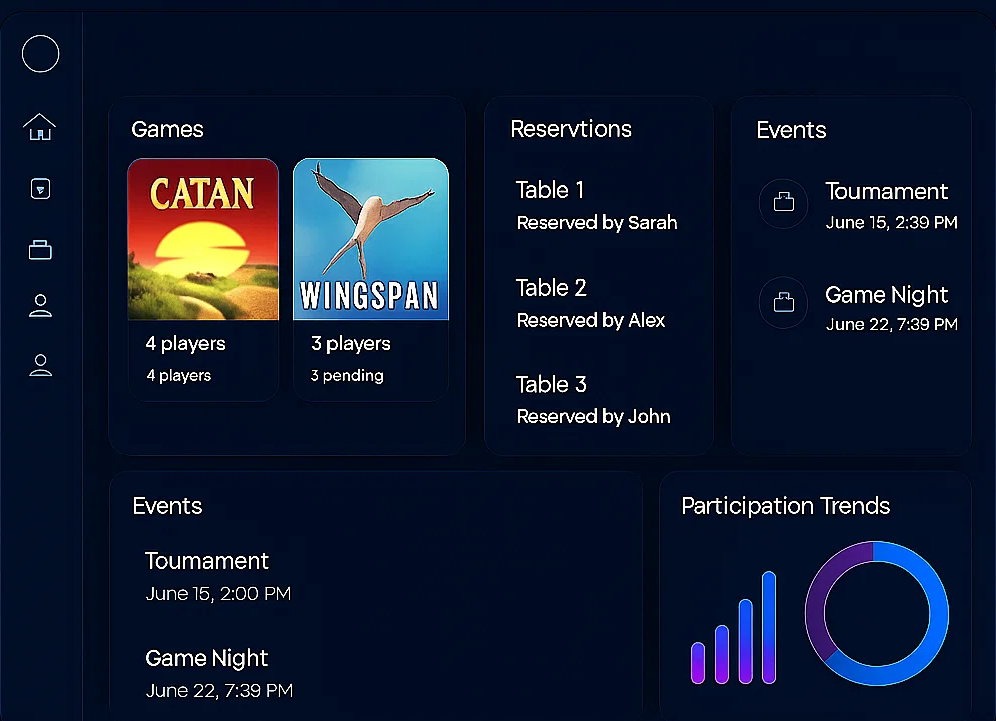 Games
CATAN
4 players
4 players
WINGSPAN
3 players
3 pending
Reservtions
Table 1
Reserved by Sarah
Table 2
Reserved by Alex
Table 3
Reserved by John
Events
Toumament
June 15, 2:39 PM
Game Night
June 22, 7:39 PM
Events
Toumament
June 15, 2:00 PM
Game Night
June 22, 7:39 PM
Participation Trends